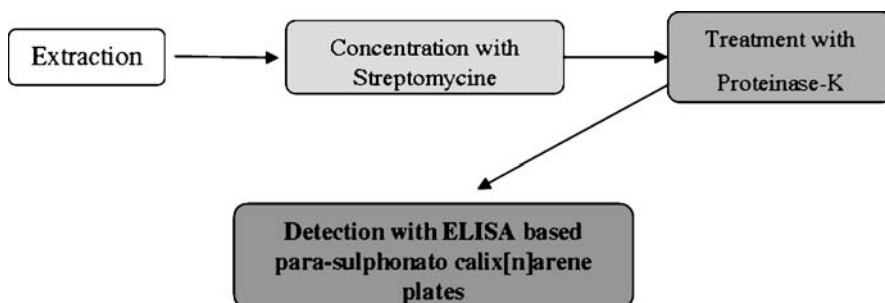 Extraction
Concentration with
Streptomycine
Treatment with
Proteinase-K
Detection with ELISA based
para-sulphonato calix[n]arene
plates